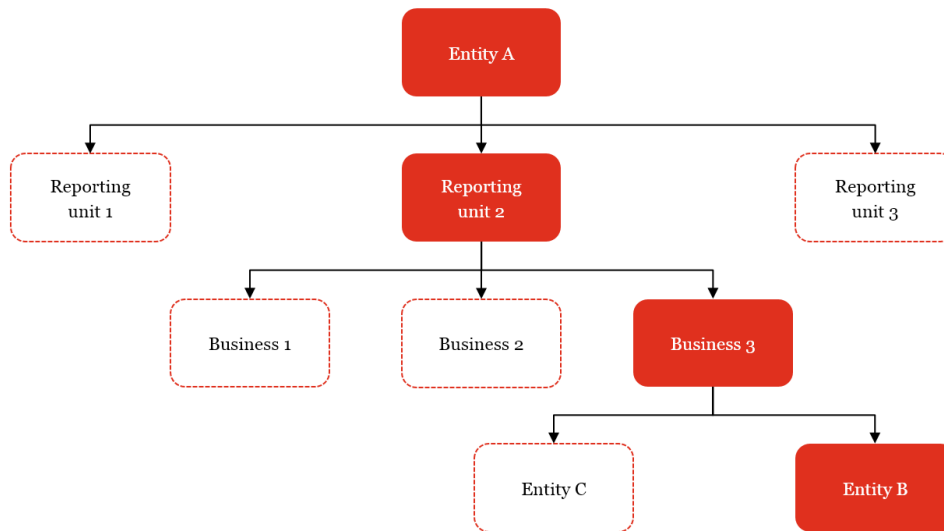 Entity A
Reporting
unit 1
Reporting
unit 2
Reporting
unit 3
Business 1
Business 2
Business 3
Entity C
Entity B